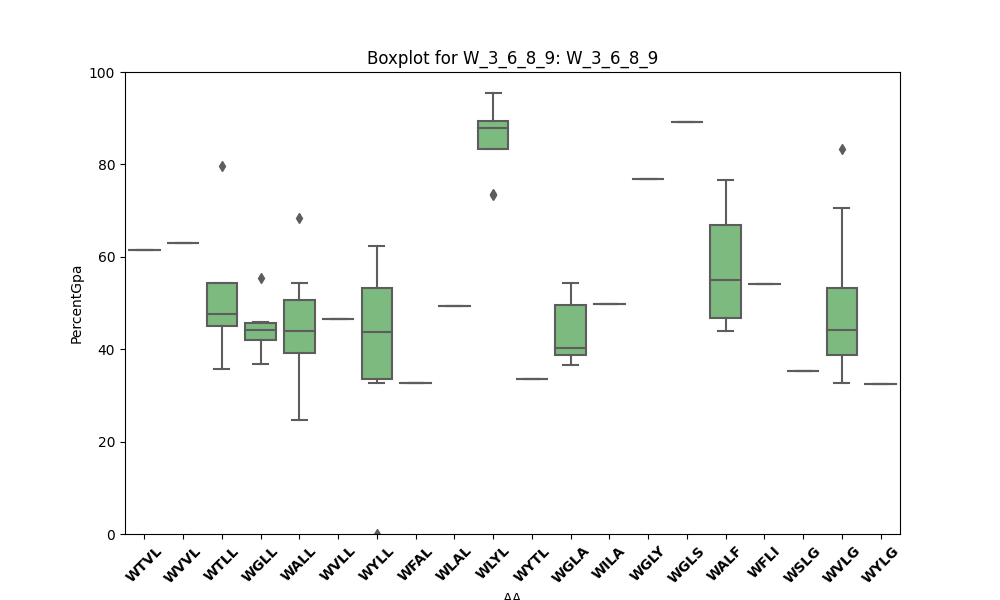 Boxplot for W_3_6_8_9: W_3_6_8_9
100
80
60
40
20
0
PercentGpa
WTVL
WVVL
WTLL
WGLL
WALL
WVLL
WYLL
WFAL
WLAL
WLYL
WYTL
WGLA
WILA
WGLY
WGLS
WALF
WFLI
WSLG
WVLG
WYLG
AA